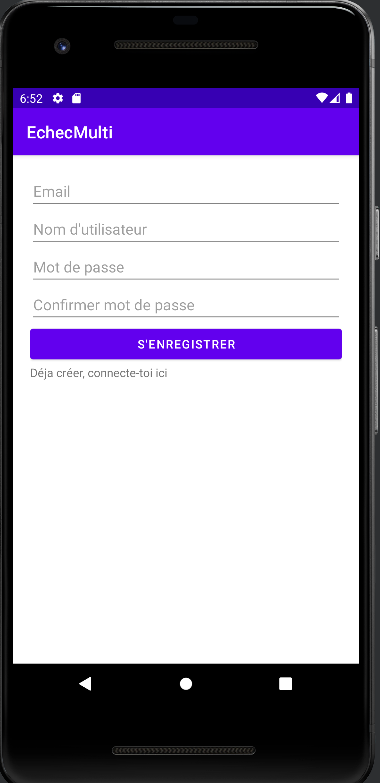 6:52
EchecMulti
Email
Nom d'utilisateur
Mot de passe
Confirmer mot de passe
S'ENREGISTRER
Déja créer, connecte-toi ici